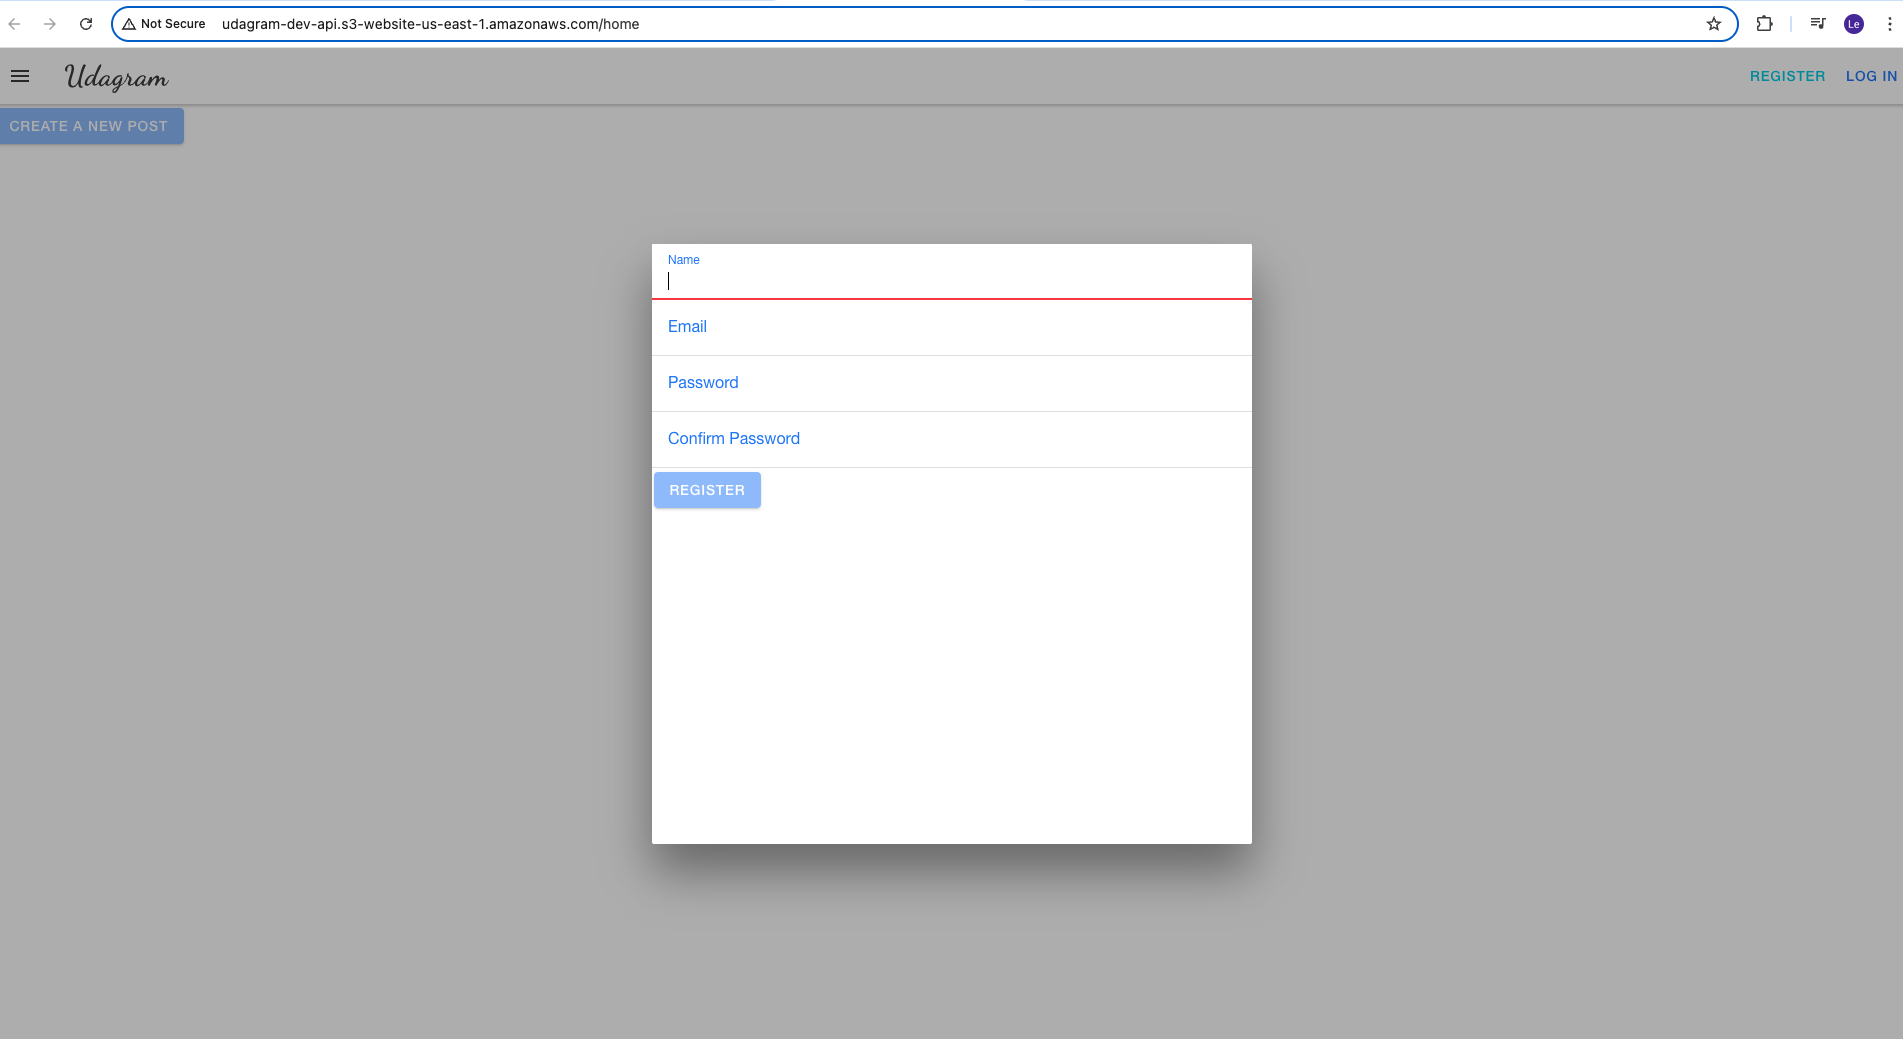 Not Secure udagram-dev-api.s3-website-us-east-1.amazonaws.com/home Le
Udagram REGISTER LOG IN
CREATE A NEW POST
Name
Email
Password
Confirm Password
REGISTER